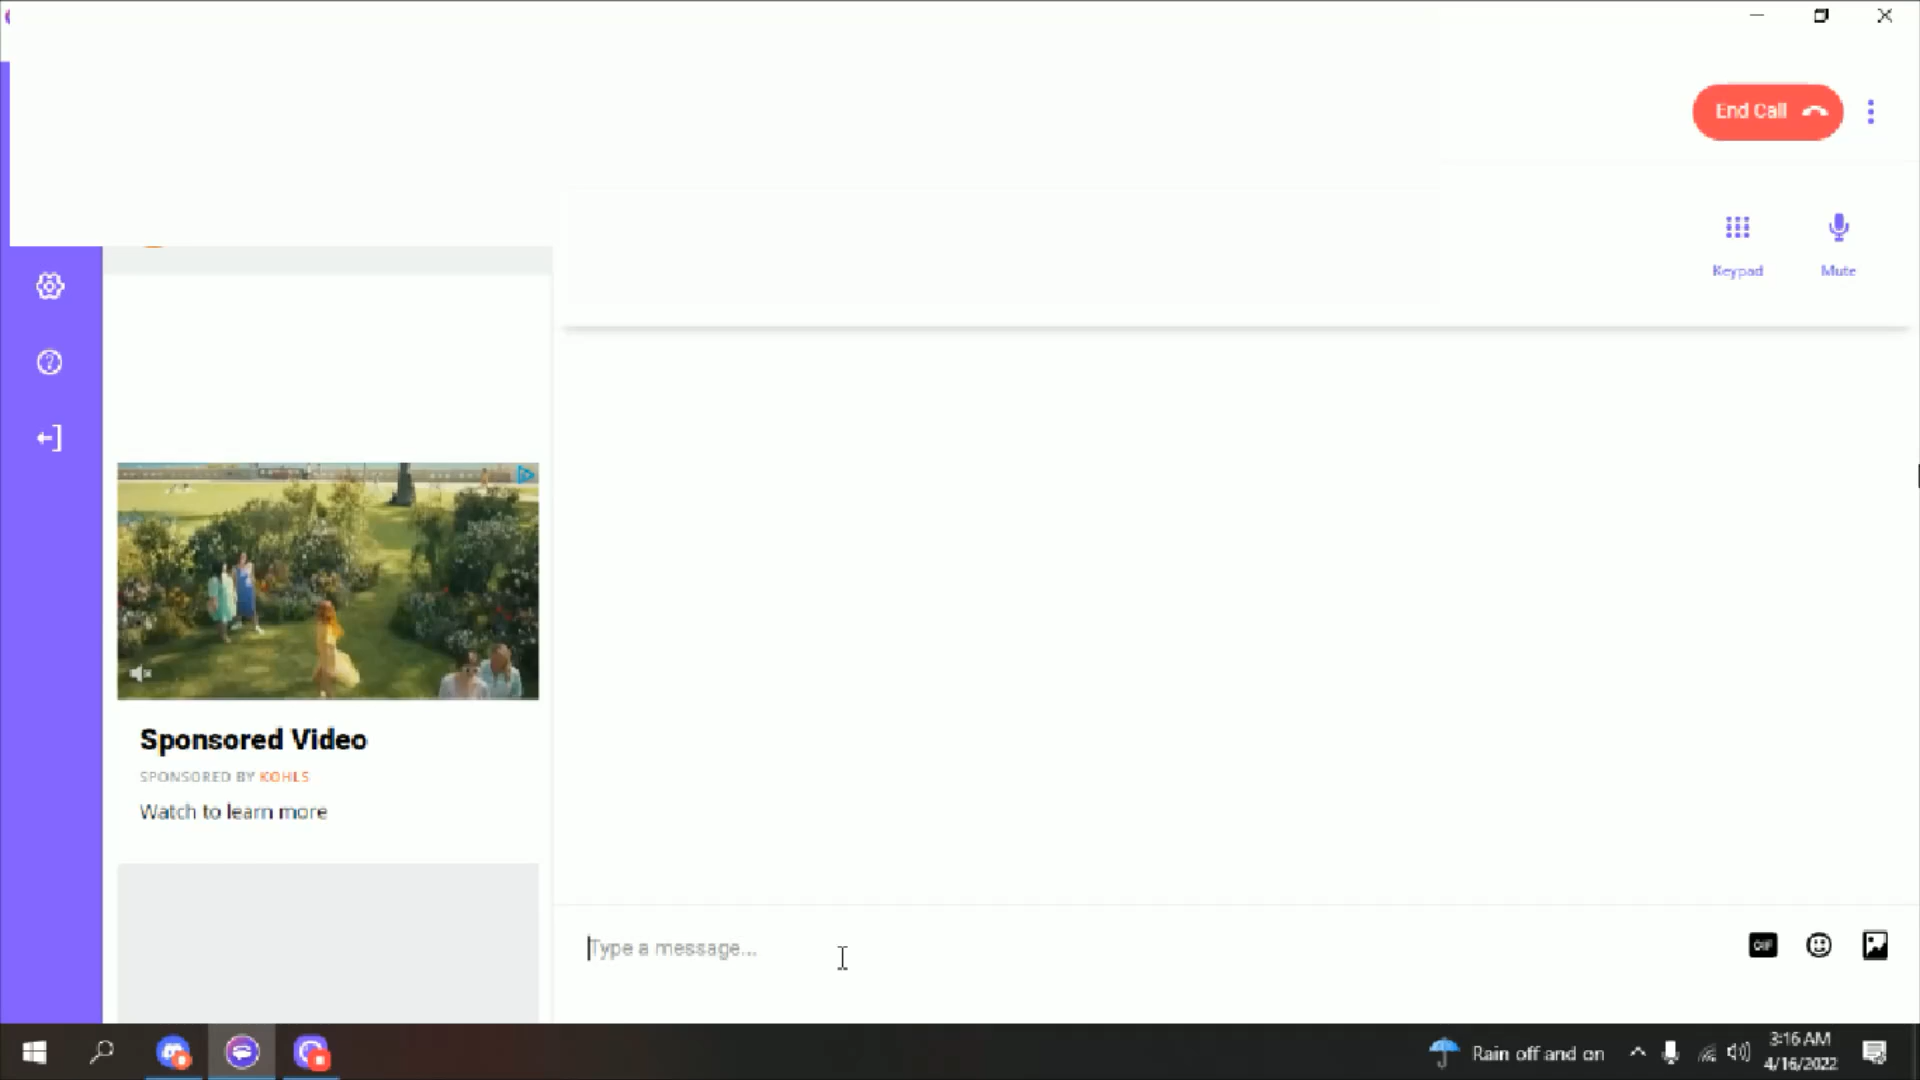 End Call
Keypad
Mute
Sponsored Video
SPONSORED BY KOHLS
Watch to learn more
Type a message...
GIF
Rain off and on
3:16 AM
4/16/2022